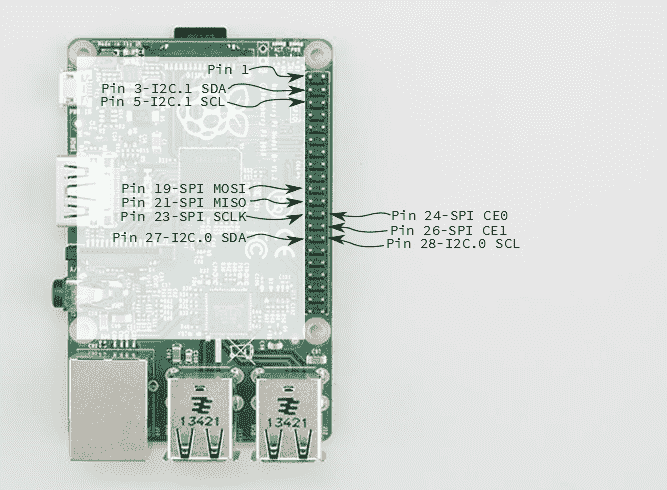 Pin 1
Pin 3-I2C.1 SDA
Pin 5-I2C.1 SCL
Pin 19-SPI MOSI
Pin 21-SPI MISO
Pin 23-SPI SCLK
Pin 27-I2C.0 SDA
Pin 24-SPI CE0
Pin 26-SPI CE1
Pin 28-I2C.0 SCL
13421
13421